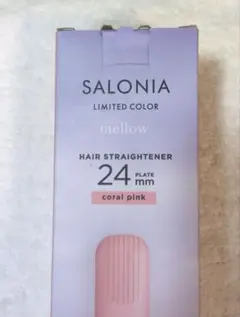 SALONIA
LIMITED COLOR
mellow
HAIR STRAIGHTENER
24 PLATE mm
coral pink